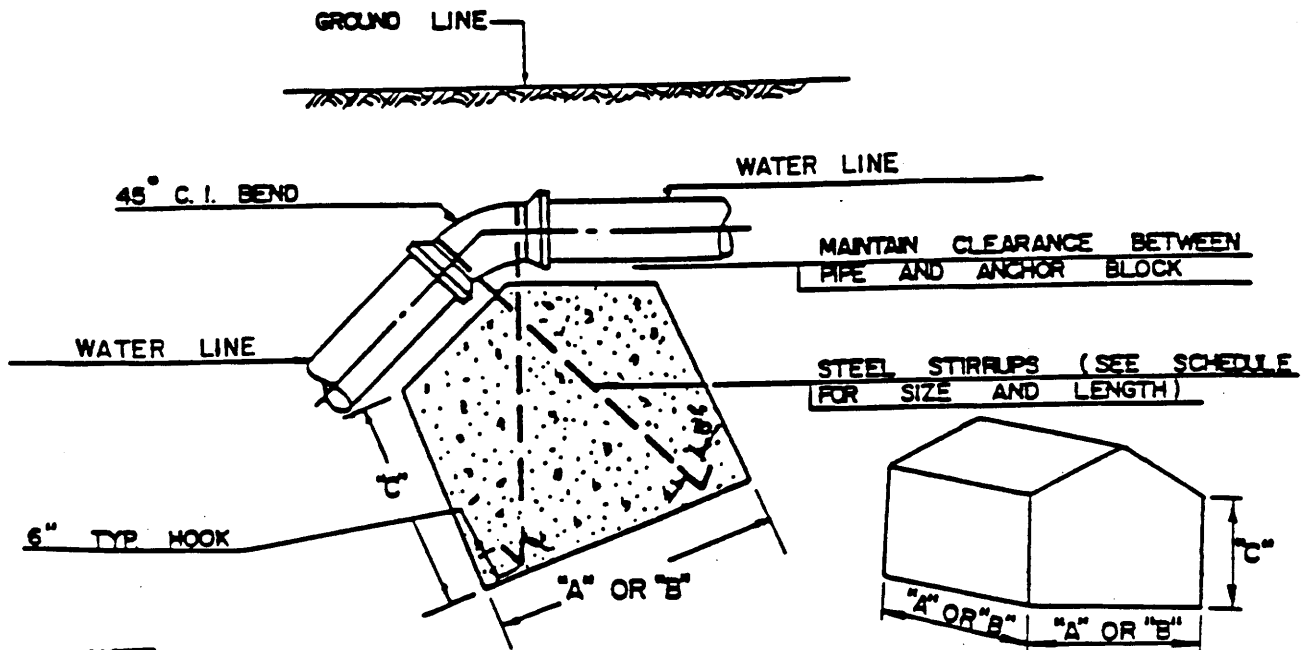 GROUND LINE
WATER LINE
45° C. I. BEND
MAINTAIN CLEARANCE BETWEEN
PIPE AND ANCHOR BLOCK
WATER LINE
STEEL STIRRUPS (SEE SCHEDULE
FOR SIZE AND LENGTH)
"C"
6" TYP. HOOK
"A" OR "B"
"C"
"A" OR "B"
"A" OR "B"